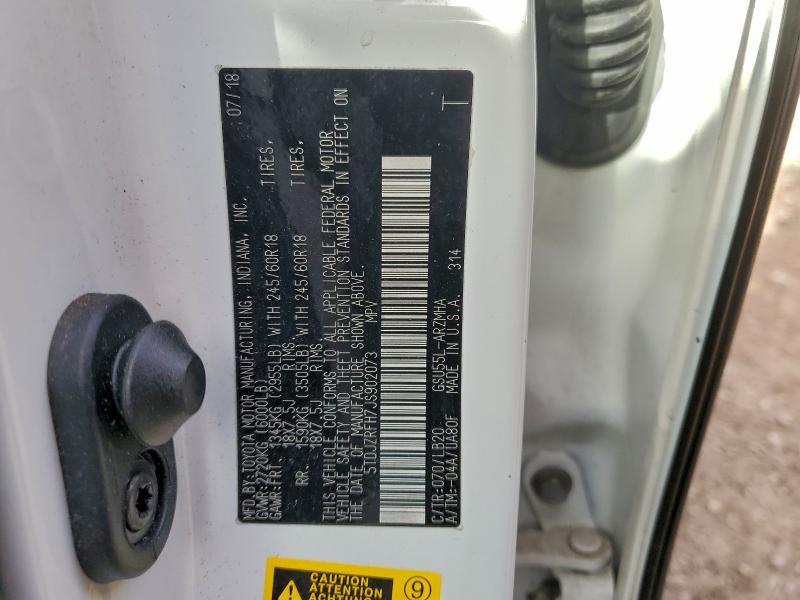 MFD.BY:TOYOTA MOTOR MANUFACTURING, INDIANA, INC. 07/18
GVWR:2720KG (6000LB)
GAWR:FRT. 1345KG (2955LB) WITH 245/60R18 TIRES,
18X7.5J RIMS,
RR. 1590KG (3505LB) WITH 245/60R18 TIRES,
18X7.5J RIMS.
THIS VEHICLE CONFORMS TO ALL APPLICABLE FEDERAL MOTOR
VEHICLE SAFETY AND THEFT PREVENTION STANDARDS IN EFFECT ON
THE DATE OF MANUFACTURE SHOWN ABOVE.
5TDJZRFH7JS902073 MPV
C/TR:070/LB20 GSU55L-ARZMHA
A/TM:-04A/UA80F MADE IN U.S.A. 314
T
CAUTION
ATTENTION
ACHTUNG
9